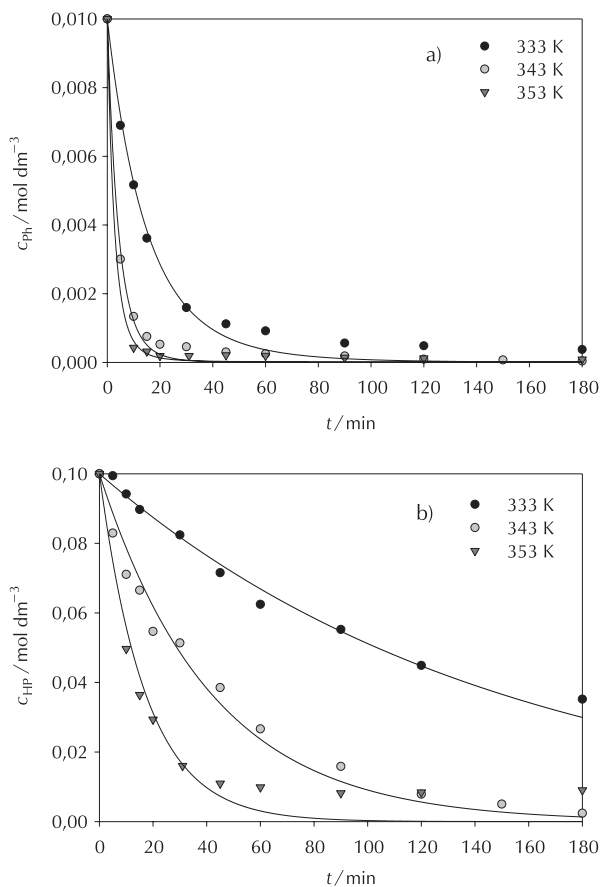 0,010
a)
333 K
343 K
353 K
0,008
0,006
0,004
0,002
0,000
c_Ph / mol dm⁻³
0 20 40 60 80 100 120 140 160 180
t / min
0,10
b)
333 K
343 K
353 K
0,08
0,06
0,04
0,02
0,00
c_HP / mol dm⁻³
0 20 40 60 80 100 120 140 160 180
t / min